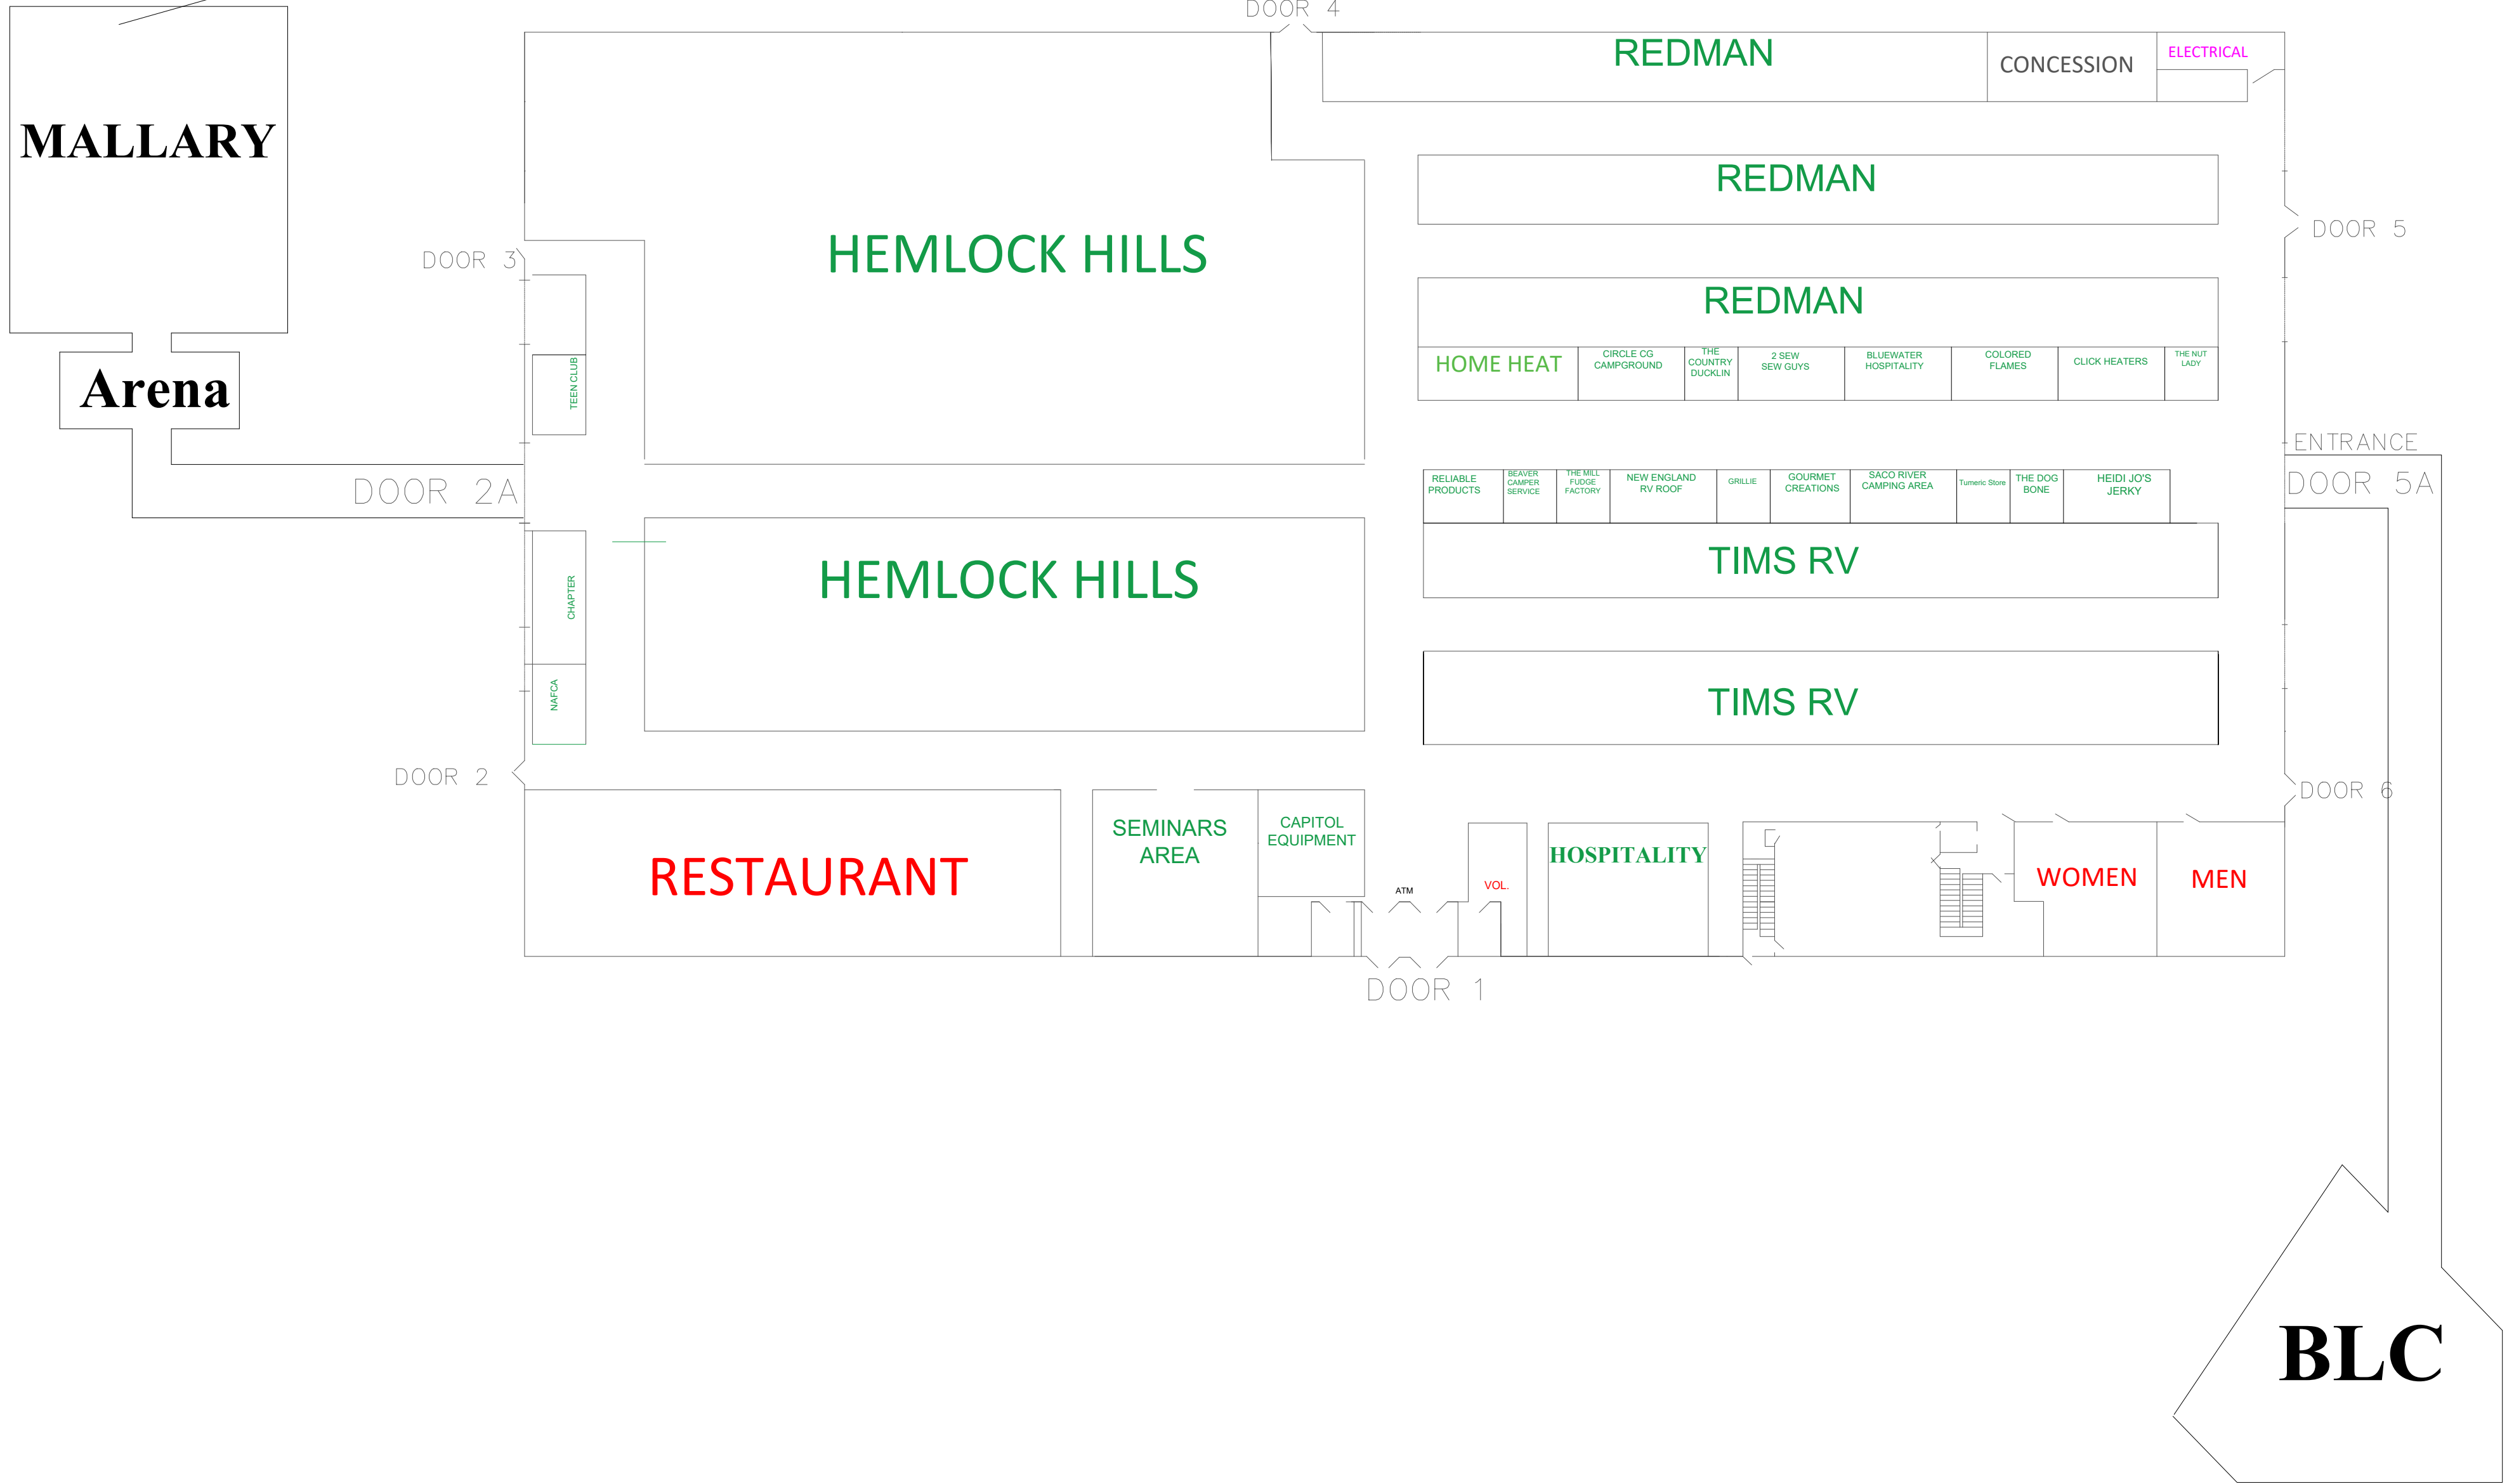 DOOR 4
REDMAN
CONCESSION
ELECTRICAL
MALLARY
REDMAN
DOOR 5
HEMLOCK HILLS
DOOR 3
REDMAN
TEEN CLUB
Arena
HOME HEAT
CIRCLE CG
CAMPGROUND
THE
COUNTRY
DUCKLIN
2 SEW
SEW GUYS
BLUEWATER
HOSPITALITY
COLORED
FLAMES
CLICK HEATERS
THE NUT
LADY
ENTRANCE
DOOR 2A
RELIABLE
PRODUCTS
BEAVER
CAMPER
SERVICE
THE MILL
FUDGE
FACTORY
NEW ENGLAND
RV ROOF
GRILLIE
GOURMET
CREATIONS
SACO RIVER
CAMPING AREA
Tumeric Store
THE DOG
BONE
HEIDI JO'S
JERKY
DOOR 5A
HEMLOCK HILLS
TIMS RV
CHAPTER
NAFCA
TIMS RV
DOOR 2
DOOR 6
RESTAURANT
SEMINARS
AREA
CAPITOL
EQUIPMENT
ATM
VOL.
HOSPITALITY
WOMEN
MEN
DOOR 1
BLC